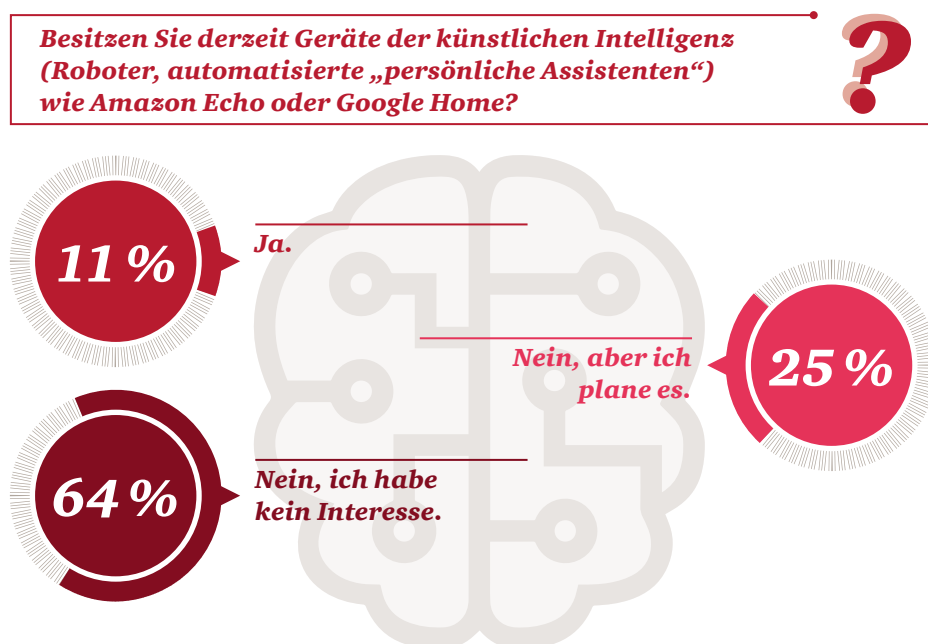 Besitzen Sie derzeit Geräte der künstlichen Intelligenz
(Roboter, automatisierte „persönliche Assistenten“)
wie Amazon Echo oder Google Home?
?
11 %
Ja.
Nein, aber ich
plane es.
25 %
64 %
Nein, ich habe
kein Interesse.